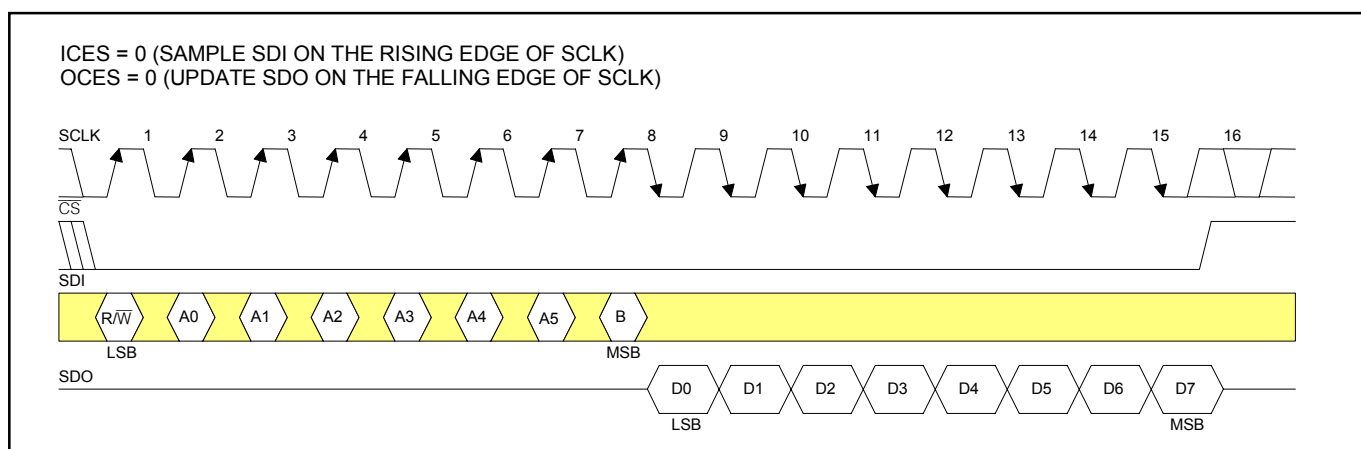 ICES = 0 (SAMPLE SDI ON THE RISING EDGE OF SCLK)
OCES = 0 (UPDATE SDO ON THE FALLING EDGE OF SCLK)
SCLK 1 2 3 4 5 6 7 8 9 10 11 12 13 14 15 16
C̅S̅
SDI
R/W̅ A0 A1 A2 A3 A4 A5 B
LSB MSB
SDO
D0 D1 D2 D3 D4 D5 D6 D7
LSB MSB